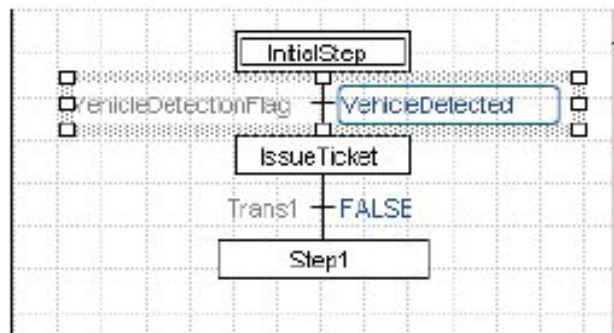 InitialStep
VehicleDetectionFlag VehicleDetected
IssueTicket
Trans1 FALSE
Step1